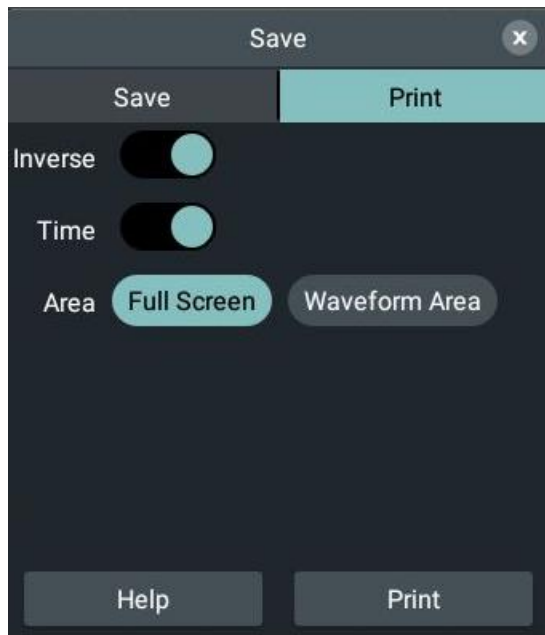 Save
Save Print
Inverse
Time
Area Full Screen Waveform Area
Help Print